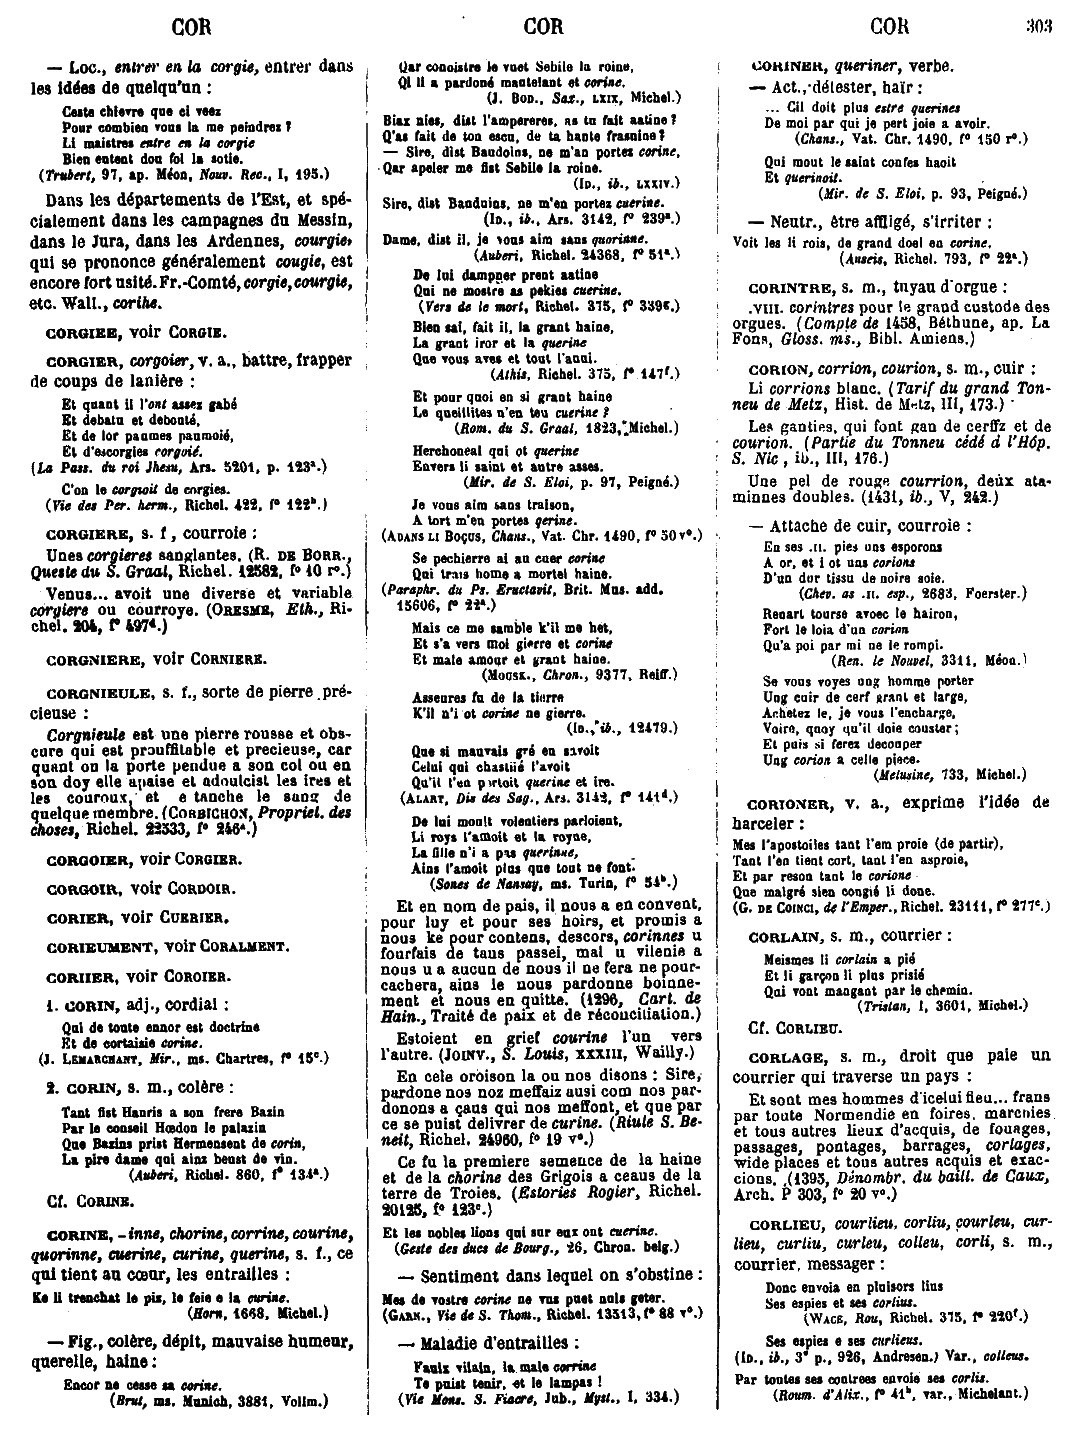 COR
COR
COR
303
— Loc., entrer en la corgie, entrer dans
les idées de quelqu'un :
Ceste chievre que ci veez
Pour combien vous la me peindrez ?
Li maistres entre en la corgie
Bien entent dou fol la sotie.
(Trubert, 97, ap. Méon, Nouv. Rec., I, 195.)
Dans les départements de l'Est, et spé-
cialement dans les campagnes du Messin,
dans le Jura, dans les Ardennes, courgie,
qui se prononce généralement cougie, est
encore fort usité. Fr.-Comté, corgie, courgie,
etc. Wall., corihe.
CORGIEE, voir CORGIE.
CORGIER, corgoier, v. a., battre, frapper
de coups de lanière :
Et quant il l'ont assez gabé
Et debatu et debouté,
Et de lor paumes paumoié,
Et d'escorgies corgoié.
(La Pass. du roi Jhesu, Ars. 5201, p. 123ª.)
C'on le corgioit de corgies.
(Vie des Per. herm., Richel. 422, fº 122ᵇ.)
CORGIERE, s. f., courroie :
Unes corgieres sanglantes. (R. DE BORR.,
Queste du S. Graal, Richel. 12582, fº 10 rº.)
Venus... avoit une diverse et variable
corgiere ou courroye. (ORESME, Eth., Ri-
chel. 204, fº 497ᵈ.)
CORGNIERE, voir CORNIERE.
CORGNIEULE, s. f., sorte de pierre pré-
cieuse :
Corgnieule est une pierre rousse et obs-
cure qui est prouffitable et precieuse, car
quant on la porte pendue a son col ou en
son doy elle apaise et adoulcist les ires et
les couroux, et e tanche le sang de
quelque membre. (CORBICHON, Propriet. des
choses, Richel. 22533, fº 246ª.)
CORGOIER, voir CORGIER.
CORGOIR, voir CORDOIR.
CORIER, voir CUERIER.
CORIEUMENT, voir CORALMENT.
CORIIER, voir COROIER.
1. CORIN, adj., cordial :
Qui de toute ennor est doctrine
Et de cortaisie corine.
(J. LEMARCHANT, Mir., ms. Chartres, fº 15ᶜ.)
2. CORIN, s. m., colère :
Tant fist Hanris a son frere Bazin
Par le conseil Hœdon le palazin
Que Bazins prist Hermensent de corin,
La pire dame qui ainz beust de vin.
(Auberi, Richel. 860, fº 134ª.)
Cf. CORINE.
CORINE, - inne, chorine, corrine, courine,
quorinne, cuerine, curine, querine, s. f., ce
qui tient au cœur, les entrailles :
Ke li trenchat le piz, le feie e la curine.
(Horn, 1668, Michel.)
— Fig., colère, dépit, mauvaise humeur,
querelle, haine :
Encor ne cesse sa corine.
(Brut, ms. Munich, 3881, Vollm.)
Qar conoistre le vuet Sebile la roine,
Qi li a pardoné mautelant et corine.
(J. BOD., Sax., LXIX, Michel.)
Biax nies, dist l'ampereres, as tu fait aatine ?
Q'as fait de ton escu, de ta hante frasnine ?
— Sire, dist Baudoins, ne m'an portez corine,
Qar apeler me fist Sebile la roine.
(ID., ib., LXXIV.)
Sire, dist Bauduins, ne m'en portez cuerine.
(ID., ib., Ars. 3142, fº 239ª.)
Dame, dist il, je vous aim sans quorinne.
(Auberi, Richel. 24368, fº 51ª.)
De lui dampner prent aatine
Qui ne mostre as pekies cuerine.
(Vers de le mort, Richel. 375, fº 339ᶜ.)
Bien sai, fait il, la grant haine,
La grant iror et la querine
Que vous aves et tout l'anui.
(Athis, Richel. 375, fº 147ᶠ.)
Et pour quoi en si grant haine
Le queillites n'en teu cuerine ?
(Rom. du S. Graal, 1823, Michel.)
Herchoneal qui ot querine
Envers li saint et autre asses.
(Mir. de S. Eloi, p. 97, Peigné.)
Je vous aim sans traison,
A tort m'en portes qerine.
(ADANS LI BOÇUS, Chans., Vat. Chr. 1490, fº 50 vº.)
Se pechierre ai au cuer corine
Qui trais home a mortel haine.
(Paraphr. du Ps. Eructavit, Brit. Mus. add.
15606, fº 22ª.)
Mais ce me samble k'il me het,
Et s'a vers moi gierre et corine
Et male amour et grant haine.
(MOUSK., Chron., 9377, Reiff.)
Asseures fu de la tierre
K'il n'i ot corine ne gierre.
(ID., ib., 12479.)
Que si mauvais gré en savoit
Celui qui chastiié l'avoit
Qu'il l'en portoit querine et ire.
(ALART, Dis des Sag., Ars. 3142, fº 141ᵈ.)
De lui moult volentiers parloient,
Li roys l'amoit et la royne,
La fille n'i a pas querinne,
Ains l'amoit plus que tout ne font.
(Sones de Nansay, ms. Turin, fº 54ᵇ.)
Et en nom de pais, il nous a en convent,
pour luy et pour ses hoirs, et promis a
nous ke pour contens, descors, corinnes u
fourfais de tans passei, mal u vilenie a
nous u a aucun de nous il ne fera ne pour-
cachera, ains le nous pardonne boinne-
ment et nous en quitte. (1296, Cart. de
Hain., Traité de paix et de réconciliation.)
Estoient en grief courine l'un vers
l'autre. (JOINV., S. Louis, XXXIII, Wailly.)
En cele oroison la ou nos disons : Sire,
pardone nos noz meffaiz ausi com nos par-
donons a çaus qui nos meffont, et que par
ce se puist delivrer de curine. (Riule S. Be-
neit, Richel. 24960, fº 19 vº.)
Ce fu la premiere semence de la haine
et de la chorine des Grigois a ceaus de la
terre de Troies. (Estories Rogier, Richel.
20125, fº 123ᶜ.)
Et les nobles lions qui sur eux ont cuerine.
(Geste des ducs de Bourg., 26, Chron. belg.)
— Sentiment dans lequel on s'obstine :
Mes de vostre corine ne vus puet nuls geter.
(GARN., Vie de S. Thom., Richel. 13513, fº 88 vº.)
— Maladie d'entrailles :
Faulx vilain, la male corrine
Te puist tenir, et le lampas !
(Vie Mons. S. Fiacre, Jub., Myst., I, 334.)
CORINER, queriner, verbe.
— Act., délester, haïr :
... Cil doit plus estre querines
De moi par qui je pert joie a avoir.
(Chans., Vat. Chr. 1490, fº 150 rº.)
Qui mout le saint confes haoit
Et querinoit.
(Mir. de S. Eloi, p. 93, Peigné.)
— Neutr., être affligé, s'irriter :
Voit les li rois, de grand doel en corine.
(Anseis, Richel. 793, fº 22ª.)
CORINTRE, s. m., tuyau d'orgue :
.VIII. corintres pour le grand custode des
orgues. (Compte de 1458, Béthune, ap. La
FONS, Gloss. ms., Bibl. Amiens.)
CORION, corrion, courion, s. m., cuir :
Li corrions blanc. (Tarif du grand Ton-
neu de Metz, Hist. de Metz, III, 173.)
Les gantiers, qui font gan de cerffz et de
courion. (Partie du Tonneu cédé à l'Hôp.
S. Nic., ib., III, 176.)
Une pel de rouge courrion, deux ata-
minnes doubles. (1431, ib., V, 242.)
— Attache de cuir, courroie :
En ses .II. pies uns esporons
A or, et i ot uns corions
D'un dur tissu de noire soie.
(Chev. as .II. esp., 2683, Foerster.)
Renart tourse avoec le hairon,
Fort le loia d'un corion
Qu'a poi par mi ne le rompi.
(Ren. le Nouvel, 3311, Méon.)
Se vous voyes ung homme porter
Ung cuir de cerf grant et large,
Achetez le, je vous l'encharge,
Voire, quoy qu'il doie couster ;
Et puis si ferez decouper
Ung corion a celle piece.
(Melusine, 733, Michel.)
CORIONER, v. a., exprime l'idée de
harceler :
Mes l'apostoiles tant l'em proie (de partir),
Tant l'en tient cort, tant l'en asproie,
Et par reson tant le corione
Que malgré sien congié li done.
(G. DE COINCI, de l'Emper., Richel. 23111, fº 277ᶜ.)
CORLAIN, s. m., courrier :
Meismes li corlain a pié
Et li garçon li plus prisié
Qui vont mangant par le chemin.
(Tristan, I, 3601, Michel.)
Cf. CORLIEU.
CORLAGE, s. m., droit que paie un
courrier qui traverse un pays :
Et sont mes hommes d'icelui fieu... frans
par toute Normendie en foires, marchies
et tous autres lieux d'acquis, de fouages,
passages, pontages, barrages, corlages,
wide places et tous autres acquis et exac-
cions. (1395, Dénombr. du baill. de Caux,
Arch. P 303, fº 20 vº.)
CORLIEU, courlieu, corliu, courleu, cur-
lieu, curliu, curleu, colleu, corli, s. m.,
courrier, messager :
Donc envoia en pluisors lius
Ses espies et ses corlius.
(WACE, Rou, Richel. 375, fº 220ᶠ.)
Ses espies e ses curlieus.
(ID., ib., 3ᵉ p., 926, Andresen.) Var., colleus.
Par toutes ses contrees envoie ses corlis.
(Roum. d'Alix., fº 41ᵇ, var., Michelant.)